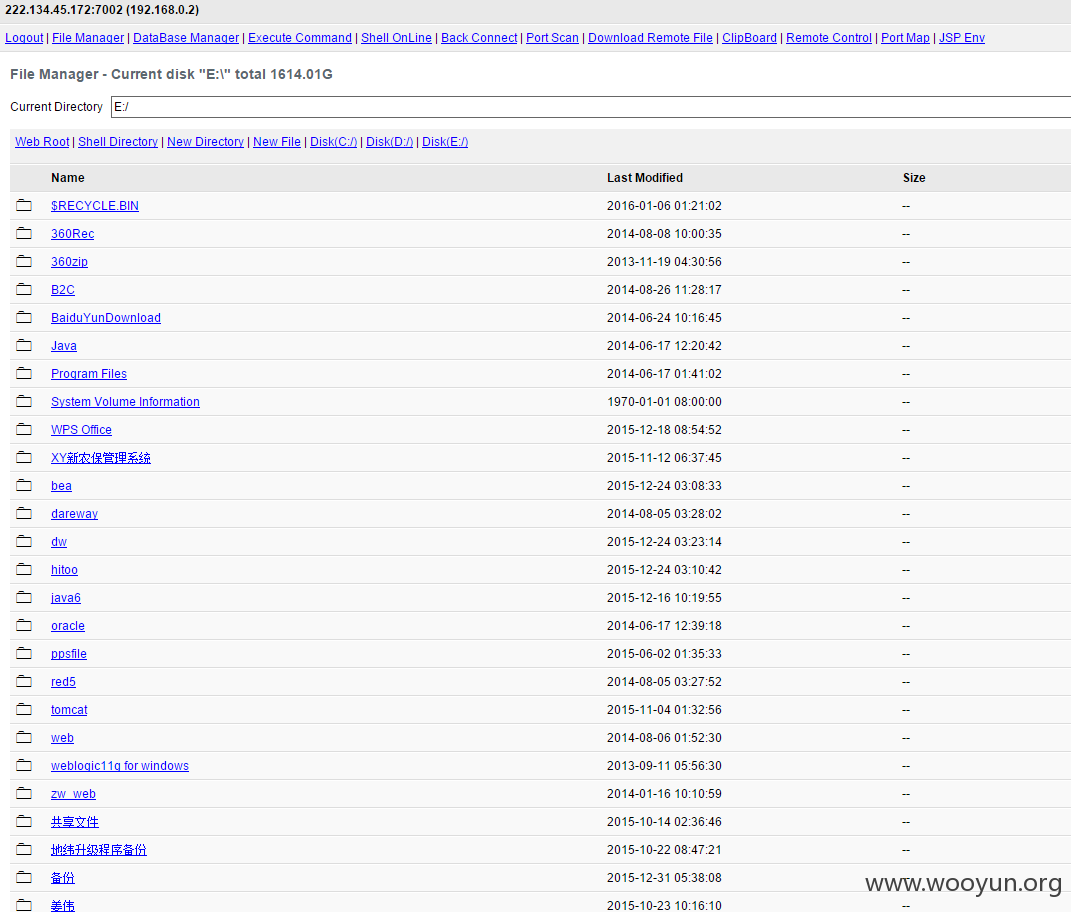 222.134.45.172:7002 (192.168.0.2)
Logout | File Manager | DataBase Manager | Execute Command | Shell OnLine | Back Connect | Port Scan | Download Remote File | ClipBoard | Remote Control | Port Map | JSP Env
File Manager - Current disk "E:\" total 1614.01G
Current Directory E:/
Web Root | Shell Directory | New Directory | New File | Disk(C:/) | Disk(D:/) | Disk(E:/)
Name Last Modified Size
$RECYCLE.BIN 2016-01-06 01:21:02 --
360Rec 2014-08-08 10:00:35 --
360zip 2013-11-19 04:30:56 --
B2C 2014-08-26 11:28:17 --
BaiduYunDownload 2014-06-24 10:16:45 --
Java 2014-06-17 12:20:42 --
Program Files 2014-06-17 01:41:02 --
System Volume Information 1970-01-01 08:00:00 --
WPS Office 2015-12-18 08:54:52 --
XY新农保管理系统 2015-11-12 06:37:45 --
bea 2015-12-24 03:08:33 --
dareway 2014-08-05 03:28:02 --
dw 2015-12-24 03:23:14 --
hitoo 2015-12-24 03:10:42 --
java6 2015-12-16 10:19:55 --
oracle 2014-06-17 12:39:18 --
ppsfile 2015-06-02 01:35:33 --
red5 2014-08-05 03:27:52 --
tomcat 2015-11-04 01:32:56 --
web 2014-08-06 01:52:30 --
weblogic11g for windows 2013-09-11 05:56:30 --
zw_web 2014-01-16 10:10:59 --
共享文件 2015-10-14 02:36:46 --
地纬升级程序备份 2015-10-22 08:47:21 --
备份 2015-12-31 05:38:08 --
姜伟 2015-10-23 10:16:10 --
www.wooyun.org